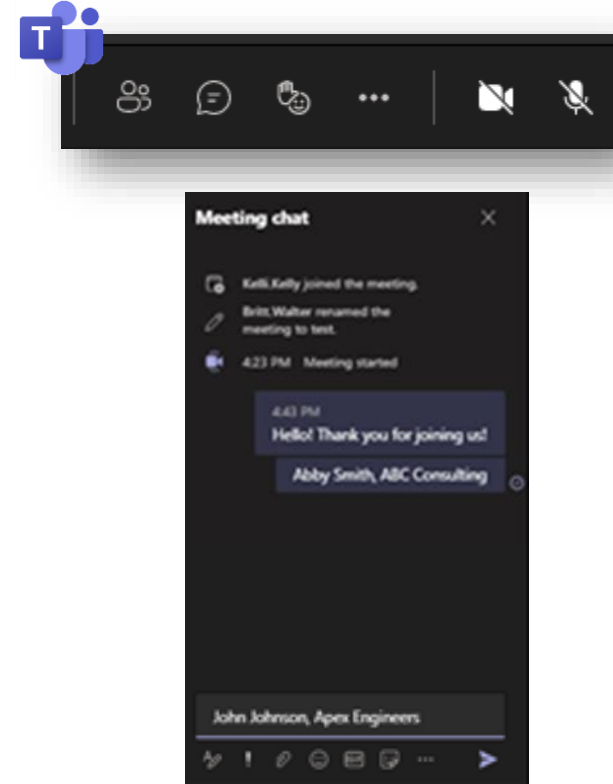 T
Meeting chat
Kelli.Kelly joined the meeting.
Britt.Walter renamed the
meeting to test.
4:23 PM Meeting started
4:43 PM
Hello! Thank you for joining us!
Abby Smith, ABC Consulting
John Johnson, Apex Engineers